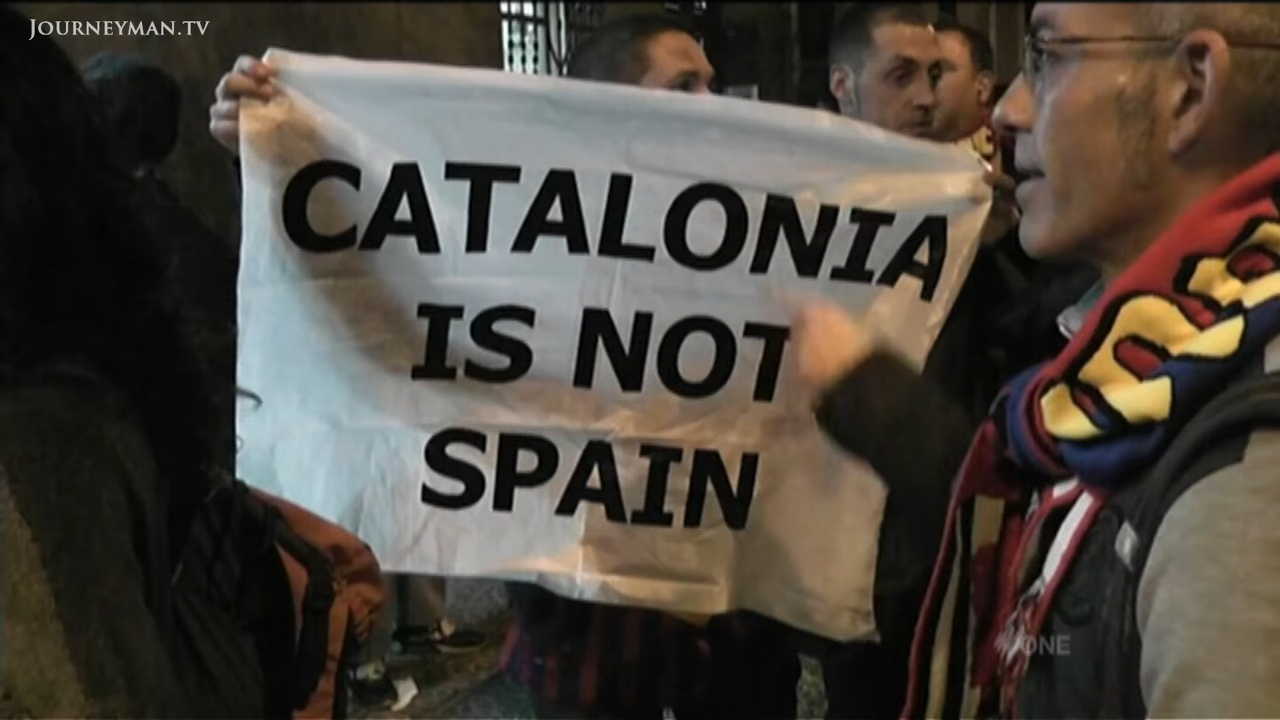 JOURNEYMAN.TV
CATALONIA
IS NOT
SPAIN
ONE